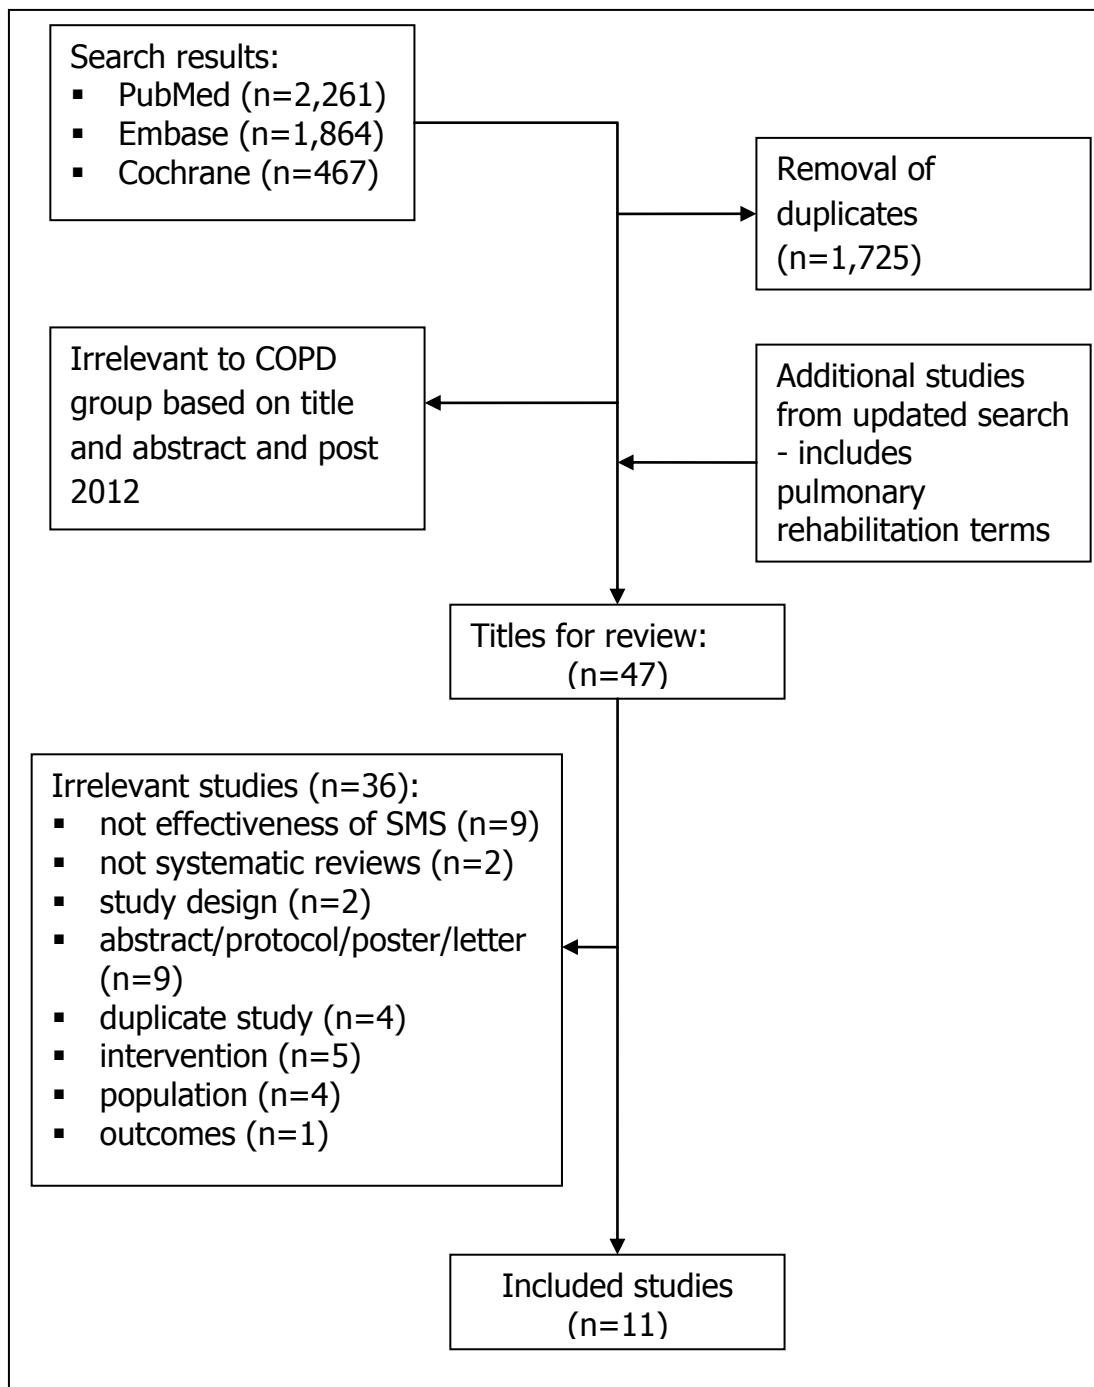 Search results:
▪ PubMed (n=2,261)
▪ Embase (n=1,864)
▪ Cochrane (n=467)
Removal of
duplicates
(n=1,725)
Irrelevant to COPD
group based on title
and abstract and post
2012
Additional studies
from updated search
- includes
pulmonary
rehabilitation terms
Titles for review:
(n=47)
Irrelevant studies (n=36):
▪ not effectiveness of SMS (n=9)
▪ not systematic reviews (n=2)
▪ study design (n=2)
▪ abstract/protocol/poster/letter
(n=9)
▪ duplicate study (n=4)
▪ intervention (n=5)
▪ population (n=4)
▪ outcomes (n=1)
Included studies
(n=11)